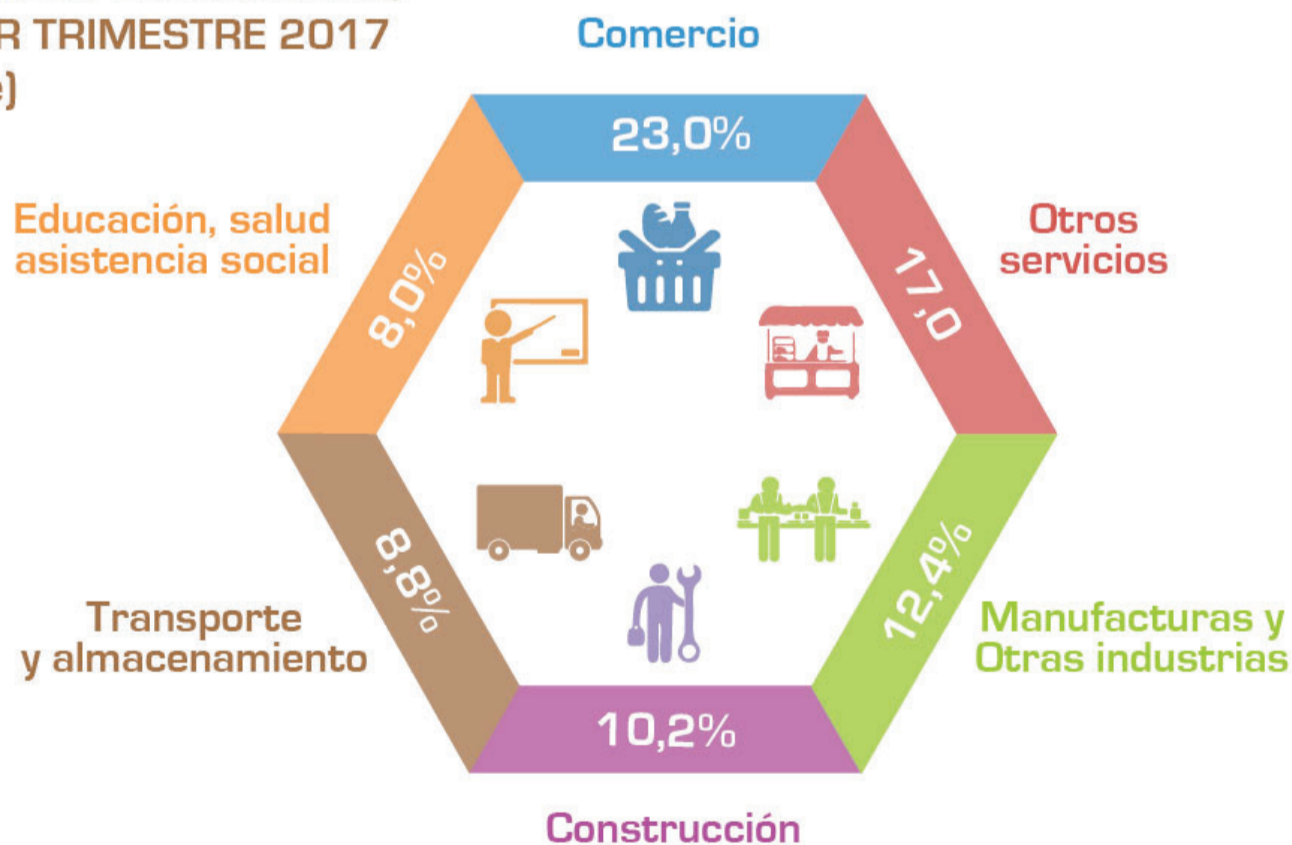 R TRIMESTRE 2017
e)
Comercio
23,0%
Educación, salud
asistencia social
8,0%
Otros
servicios
17,0
Transporte
y almacenamiento
8,8%
Manufacturas y
Otras industrias
12,4%
10,2%
Construcción